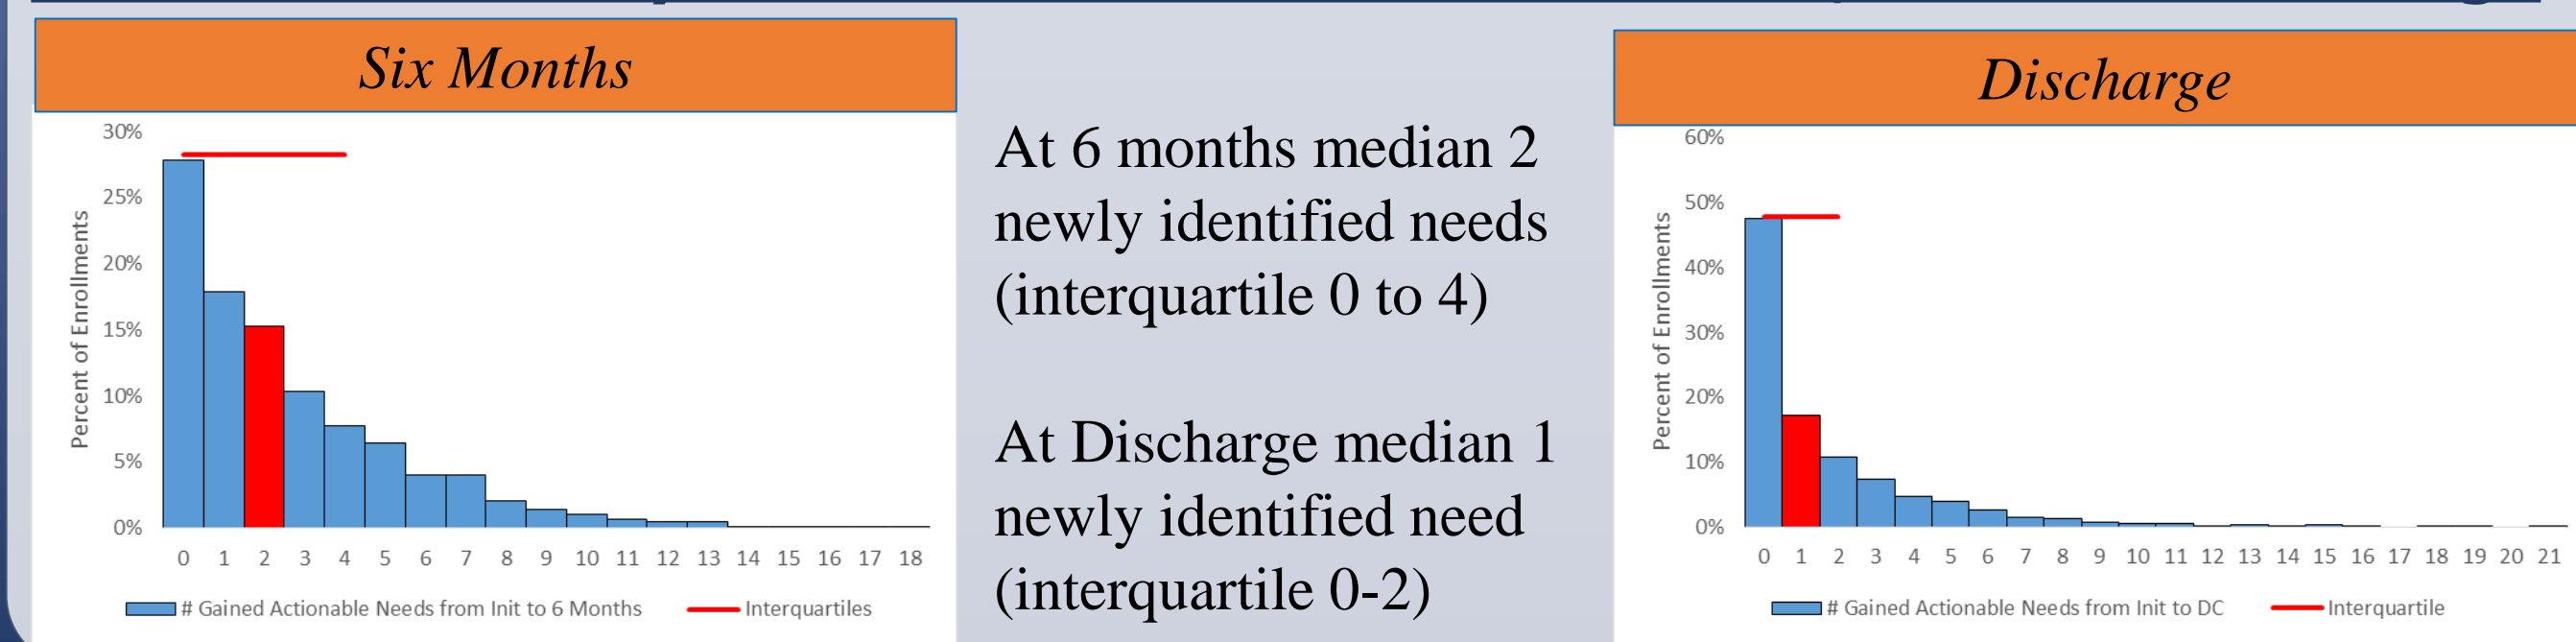 Six Months
30%
25%
20%
15%
10%
5%
0%
Percent of Enrollments
0 1 2 3 4 5 6 7 8 9 10 11 12 13 14 15 16 17 18
# Gained Actionable Needs from Init to 6 Months Interquartiles
At 6 months median 2
newly identified needs
(interquartile 0 to 4)
At Discharge median 1
newly identified need
(interquartile 0-2)
Discharge
60%
50%
40%
30%
20%
10%
0%
Percent of Enrollments
0 1 2 3 4 5 6 7 8 9 10 11 12 13 14 15 16 17 18 19 20 21
# Gained Actionable Needs from Init to DC Interquartile